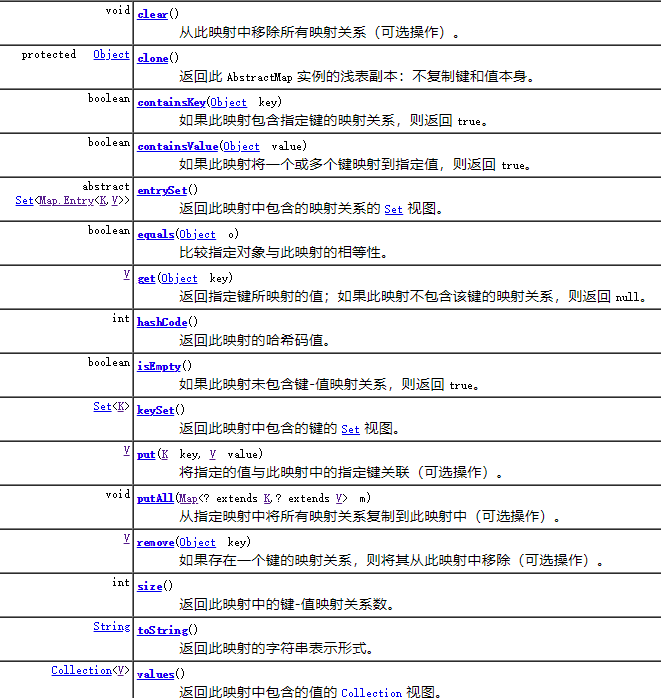 void clear()
从此映射中移除所有映射关系（可选操作）。
protected Object clone()
返回此 AbstractMap 实例的浅表副本：不复制键和值本身。
boolean containsKey(Object key)
如果此映射包含指定键的映射关系，则返回 true。
boolean containsValue(Object value)
如果此映射将一个或多个键映射到指定值，则返回 true。
abstract
Set<Map.Entry<K,V>> entrySet()
返回此映射中包含的映射关系的 Set 视图。
boolean equals(Object o)
比较指定对象与此映射的相等性。
V get(Object key)
返回指定键所映射的值；如果此映射不包含该键的映射关系，则返回 null。
int hashCode()
返回此映射的哈希码值。
boolean isEmpty()
如果此映射未包含键-值映射关系，则返回 true。
Set<K> keySet()
返回此映射中包含的键的 Set 视图。
V put(K key, V value)
将指定的值与此映射中的指定键关联（可选操作）。
void putAll(Map<? extends K,? extends V> m)
从指定映射中将所有映射关系复制到此映射中（可选操作）。
V remove(Object key)
如果存在一个键的映射关系，则将其从此映射中移除（可选操作）。
int size()
返回此映射中的键-值映射关系数。
String toString()
返回此映射的字符串表示形式。
Collection<V> values()
返回此映射中包含的值的 Collection 视图。